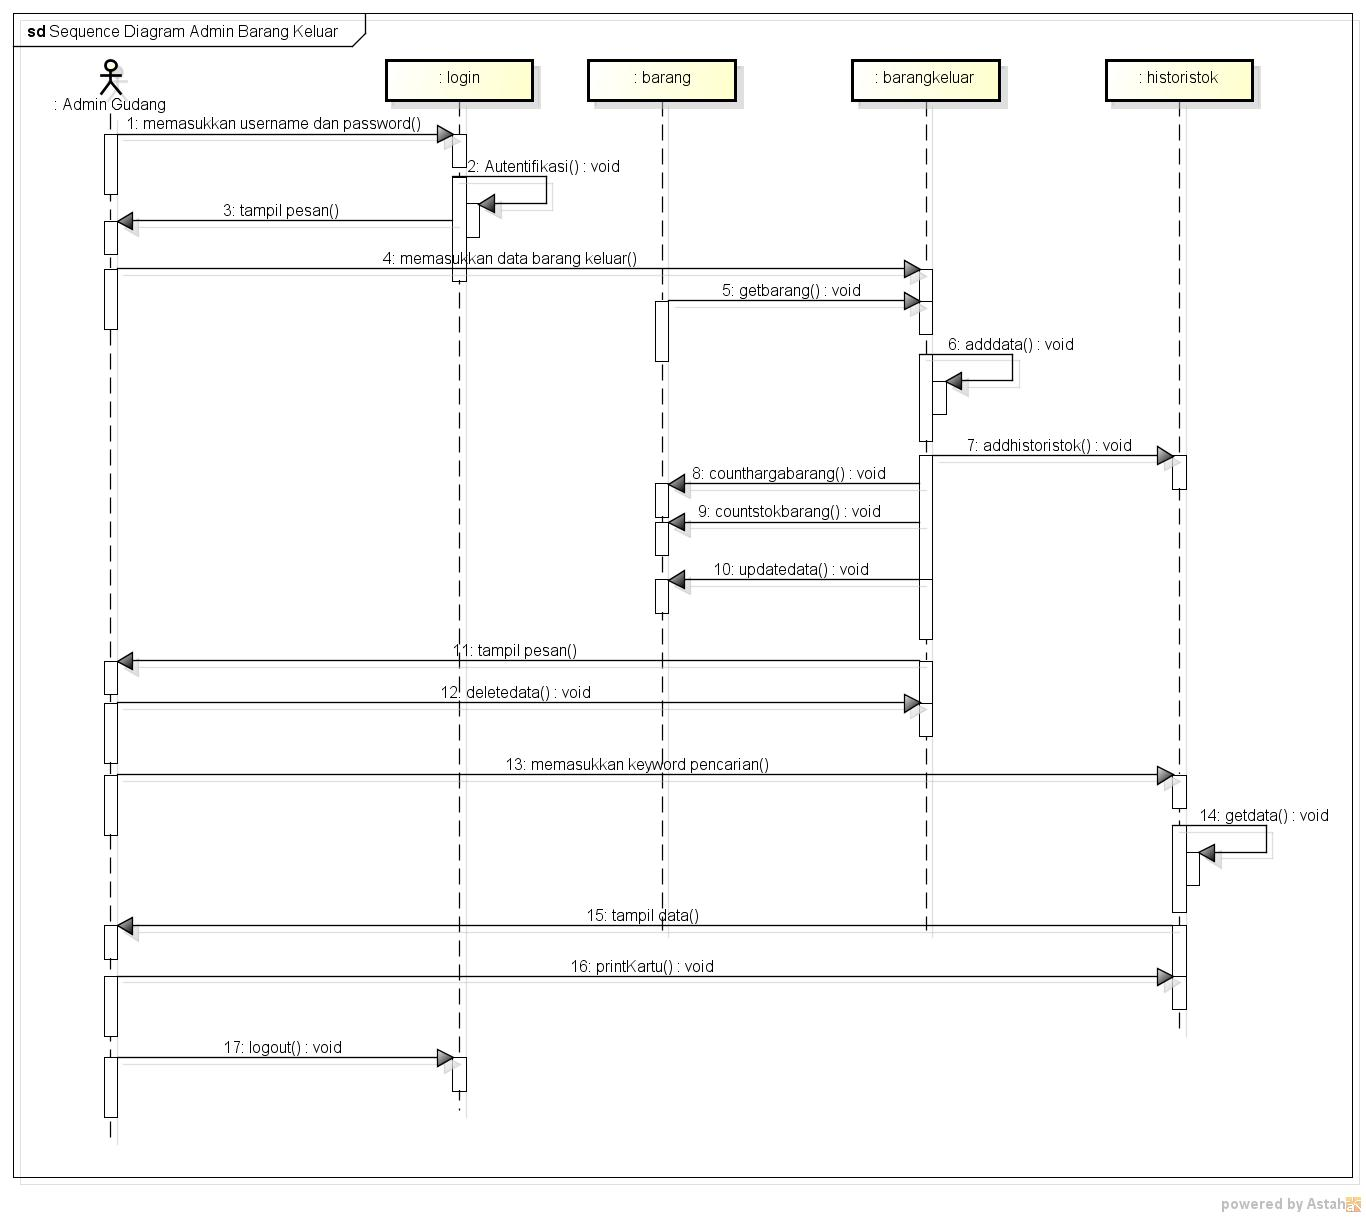 sd Sequence Diagram Admin Barang Keluar
: Admin Gudang
: login
: barang
: barangkeluar
: historistok
1: memasukkan username dan password()
2: Autentifikasi() : void
3: tampil pesan()
4: memasukkan data barang keluar()
5: getbarang() : void
6: adddata() : void
7: addhistoristok() : void
8: counthargabarang() : void
9: countstokbarang() : void
10: updatedata() : void
11: tampil pesan()
12: deletedata() : void
13: memasukkan keyword pencarian()
14: getdata() : void
15: tampil data()
16: printKartu() : void
17: logout() : void
powered by Astah